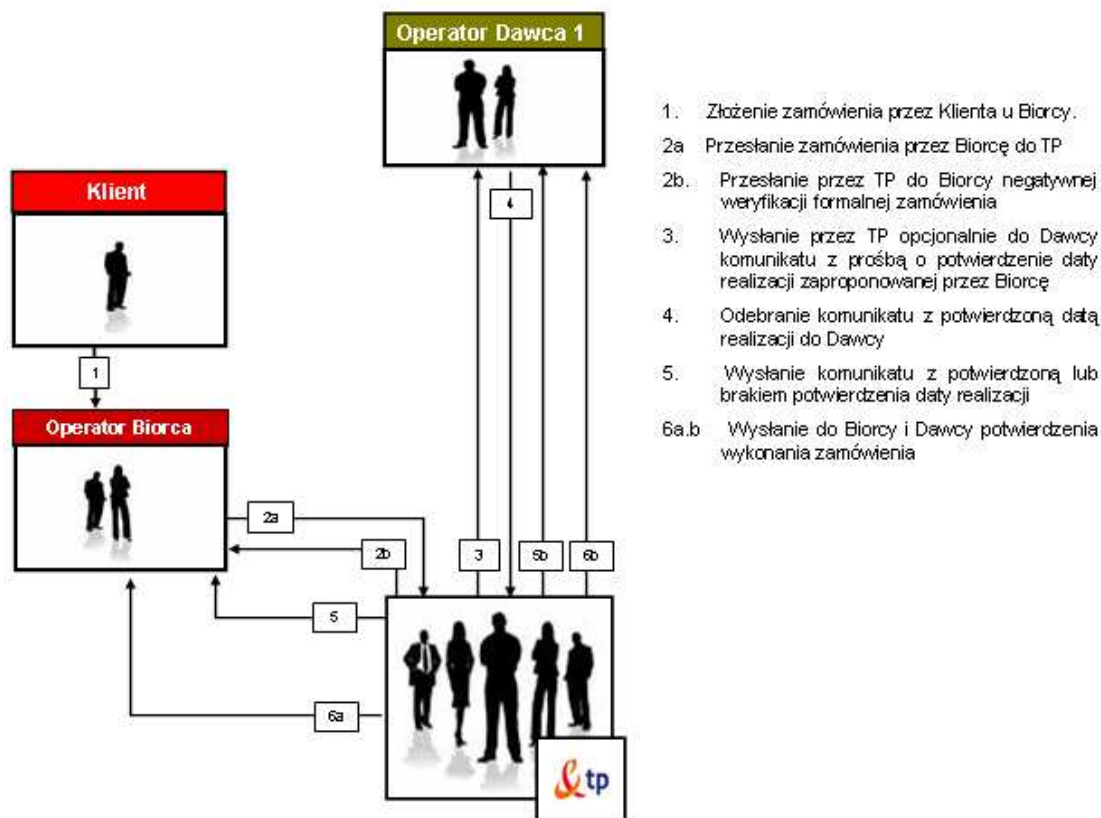 Operator Dawca 1
Klient
Operator Biorca
1
2a
2b
3
4
5
5b
6a
6b
&tp
1. Złożenie zamówienia przez Klienta u Biorcy.
2a Przesłanie zamówienia przez Biorcę do TP
2b. Przesłanie przez TP do Biorcy negatywnej
weryfikacji formalnej zamówienia
3. Wysłanie przez TP opcjonalnie do Dawcy
komunikatu z prośbą o potwierdzenie daty
realizacji zaproponowanej przez Biorcę
4. Odebranie komunikatu z potwierdzoną datą
realizacji do Dawcy
5. Wysłanie komunikatu z potwierdzoną lub
brakiem potwierdzenia daty realizacji
6a.b Wysłanie do Biorcy i Dawcy potwierdzenia
wykonania zamówienia